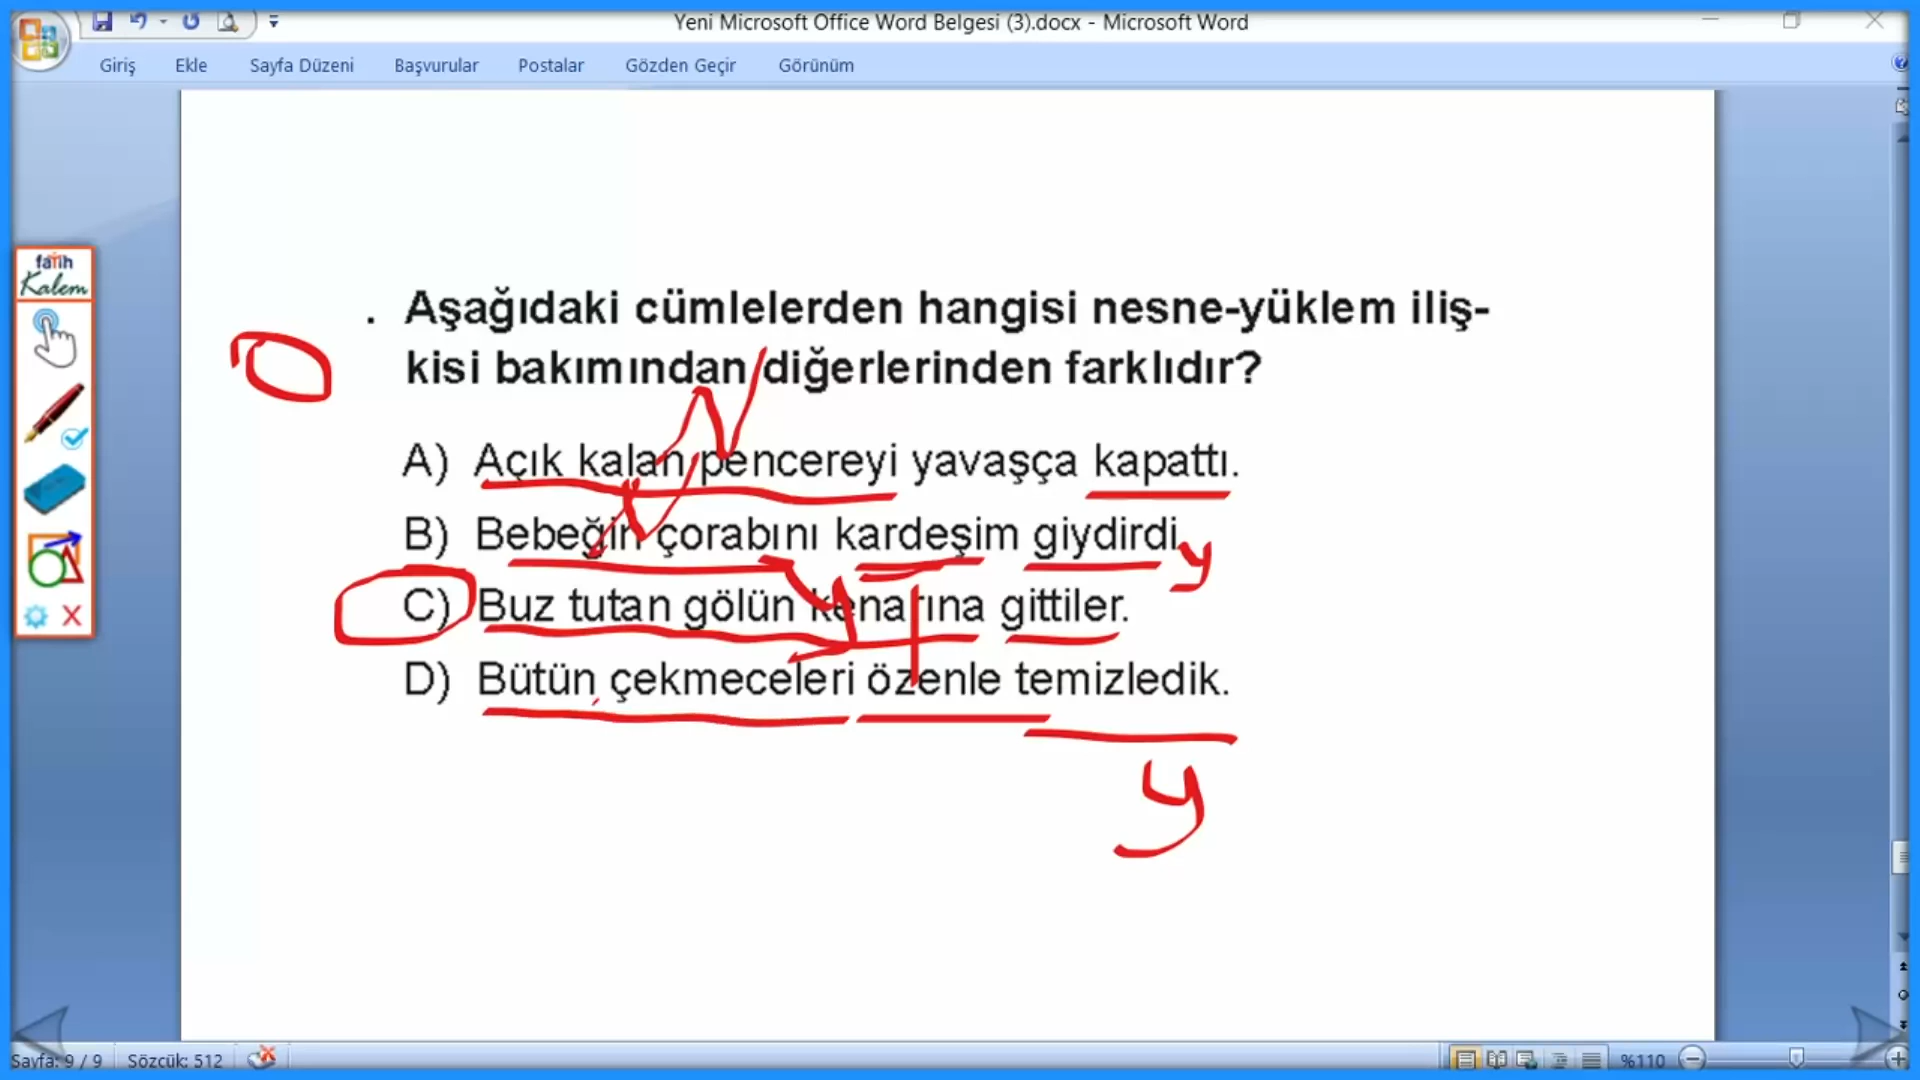 Yeni Microsoft Office Word Belgesi (3).docx - Microsoft Word
Giriş Ekle Sayfa Düzeni Başvurular Postalar Gözden Geçir Görünüm
fatih
Kalem
. Aşağıdaki cümlelerden hangisi nesne-yüklem iliş-
kisi bakımından diğerlerinden farklıdır?
A) Açık kalan pencereyi yavaşça kapattı.
B) Bebeğin çorabını kardeşim giydirdi
y
C) Buz tutan gölün kenarına gittiler.
D) Bütün çekmeceleri özenle temizledik.
y
Sayfa: 9 / 9 Sözcük: 512 %110